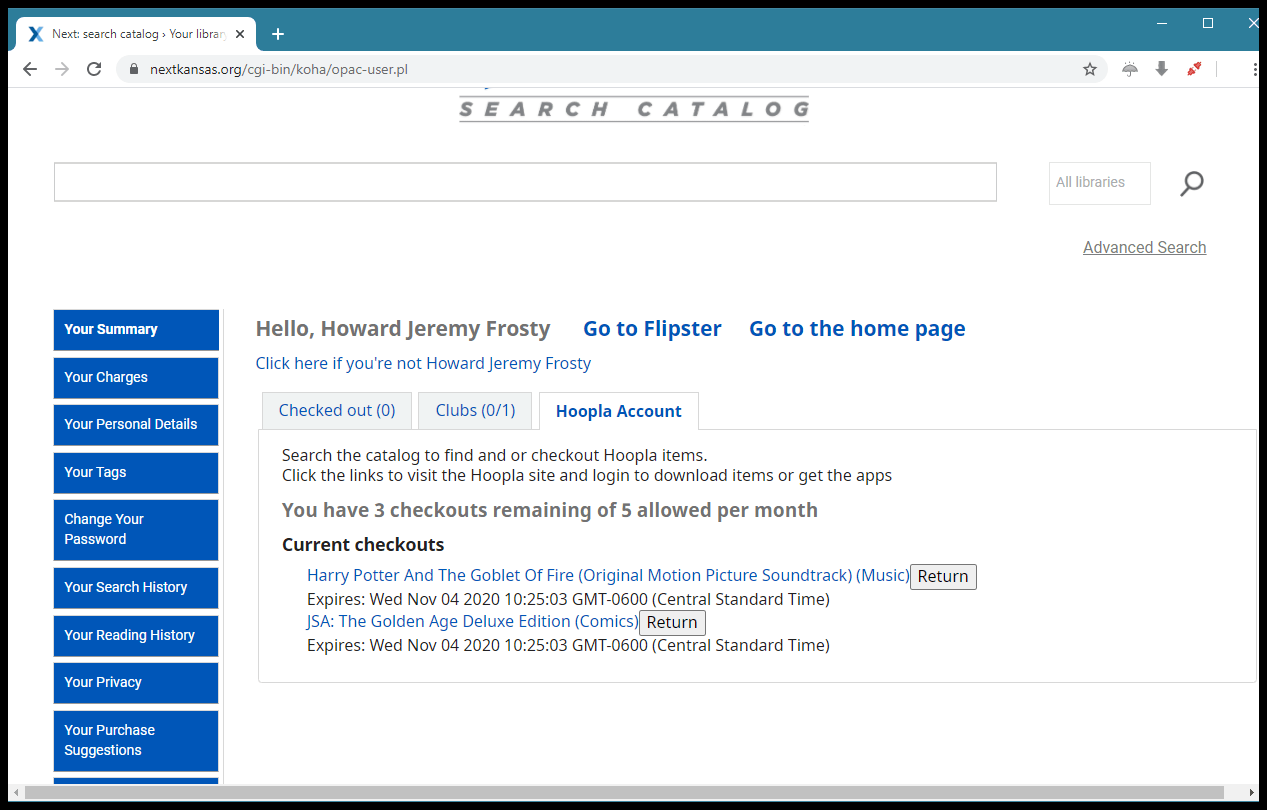 Next: search catalog › Your librar
nextkansas.org/cgi-bin/koha/opac-user.pl
SEARCH CATALOG
All libraries
Advanced Search
Your Summary
Your Charges
Your Personal Details
Your Tags
Change Your
Password
Your Search History
Your Reading History
Your Privacy
Your Purchase
Suggestions
Hello, Howard Jeremy Frosty Go to Flipster Go to the home page
Click here if you're not Howard Jeremy Frosty
Checked out (0) Clubs (0/1) Hoopla Account
Search the catalog to find and or checkout Hoopla items.
Click the links to visit the Hoopla site and login to download items or get the apps
You have 3 checkouts remaining of 5 allowed per month
Current checkouts
Harry Potter And The Goblet Of Fire (Original Motion Picture Soundtrack) (Music) Return
Expires: Wed Nov 04 2020 10:25:03 GMT-0600 (Central Standard Time)
JSA: The Golden Age Deluxe Edition (Comics) Return
Expires: Wed Nov 04 2020 10:25:03 GMT-0600 (Central Standard Time)